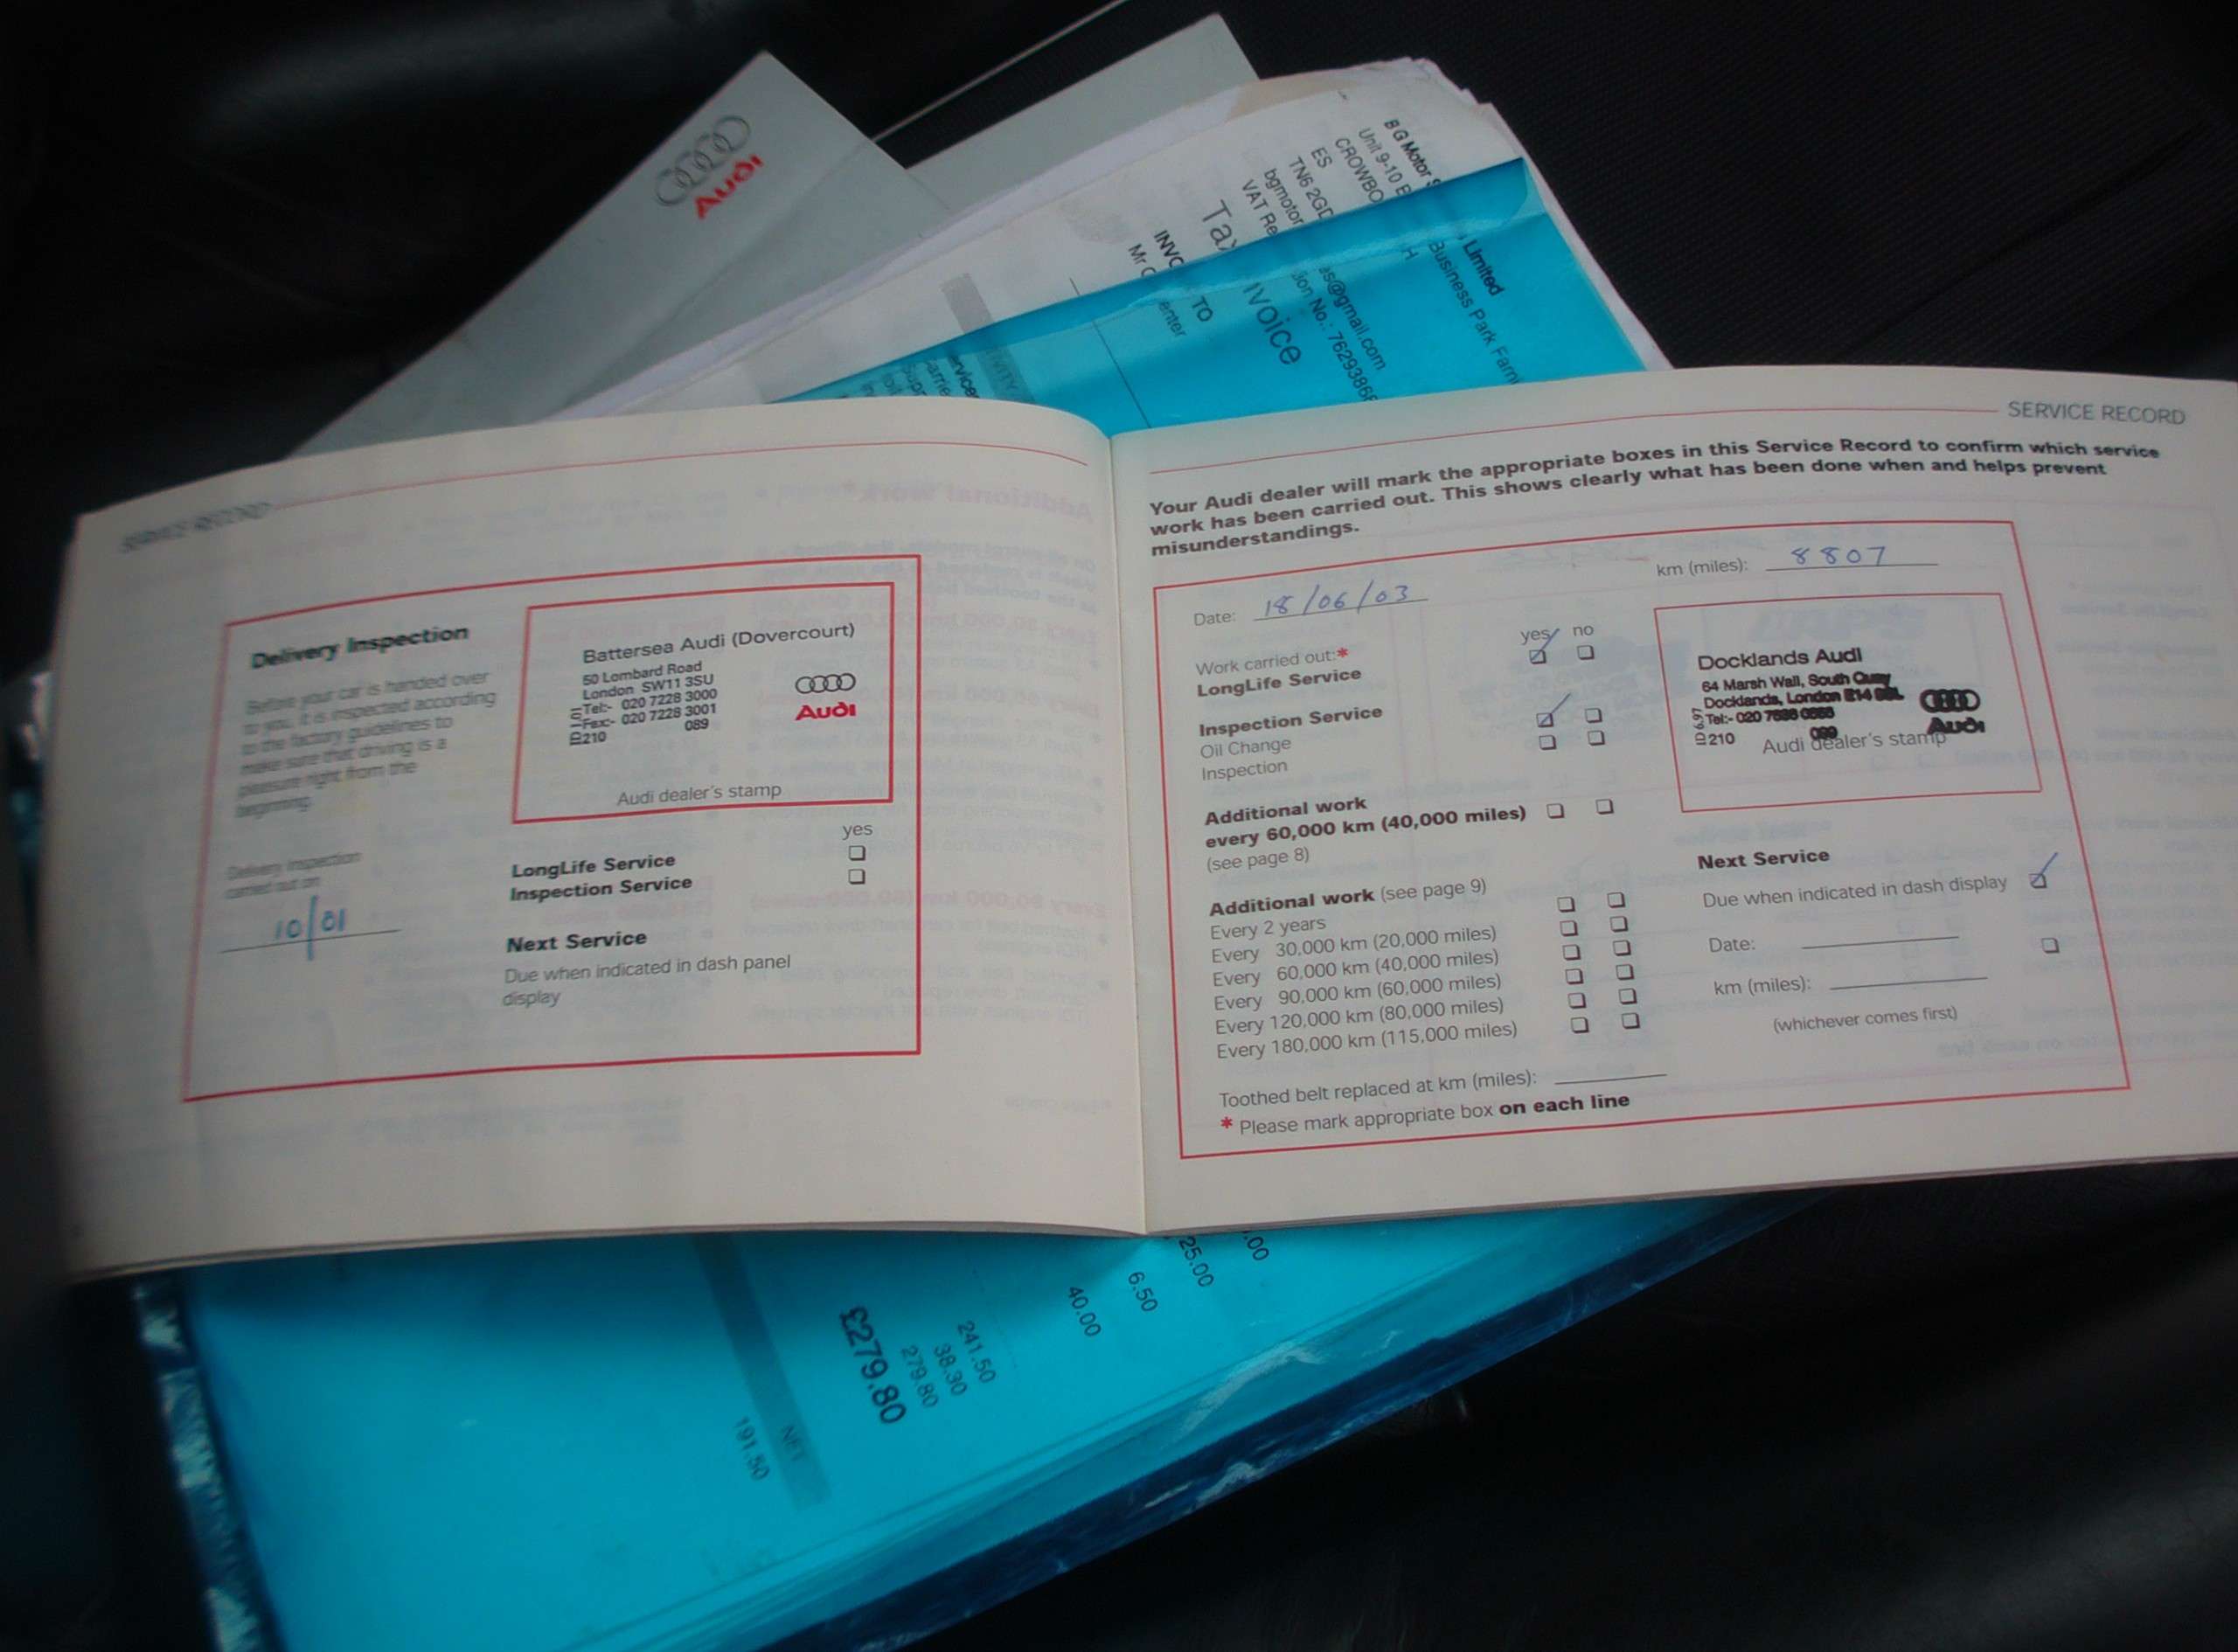 Audi
B G Motor S
Limited
Unit 9-10 B
Business Park Farn
CROWBO
H
ES
TN6 2GD
bgmotor
es@gmail.com
VAT Re
ion No.: 76293868
Tax
nvoice
INVO
TO
Mr C
enter
SERVICE RECORD
Delivery Inspection
Before your car is handed over
to you, it is inspected according
to the factory guidelines to
make sure that driving is a
pleasure right from the
beginning.
Delivery inspection
carried out on:
10/01
Battersea Audi (Dovercourt)
50 Lombard Road
London SW11 3SU
Tel:- 020 7228 3000
Fax:- 020 7228 3001
210 089
Audi
Audi dealer's stamp
yes
LongLife Service
Inspection Service
Next Service
Due when indicated in dash panel
display
SERVICE RECORD
Your Audi dealer will mark the appropriate boxes in this Service Record to confirm which service
work has been carried out. This shows clearly what has been done when and helps prevent
misunderstandings.
Date: 18/06/03
km (miles): 8807
yes no
Work carried out:*
LongLife Service
Inspection Service
Oil Change
Inspection
Additional work
every 60,000 km (40,000 miles)
(see page 8)
Additional work (see page 9)
Every 2 years
Every 30,000 km (20,000 miles)
Every 60,000 km (40,000 miles)
Every 90,000 km (60,000 miles)
Every 120,000 km (80,000 miles)
Every 180,000 km (115,000 miles)
Toothed belt replaced at km (miles):
* Please mark appropriate box on each line
Docklands Audi
64 Marsh Wall, South Quay
Docklands, London E14
Tel:- 020
210
Audi
Audi dealer's stamp
Next Service
Due when indicated in dash display
Date:
km (miles):
(whichever comes first)
.00
25.00
6.50
40.00
241.50
38.30
279.80
£279.80
NET
191.50